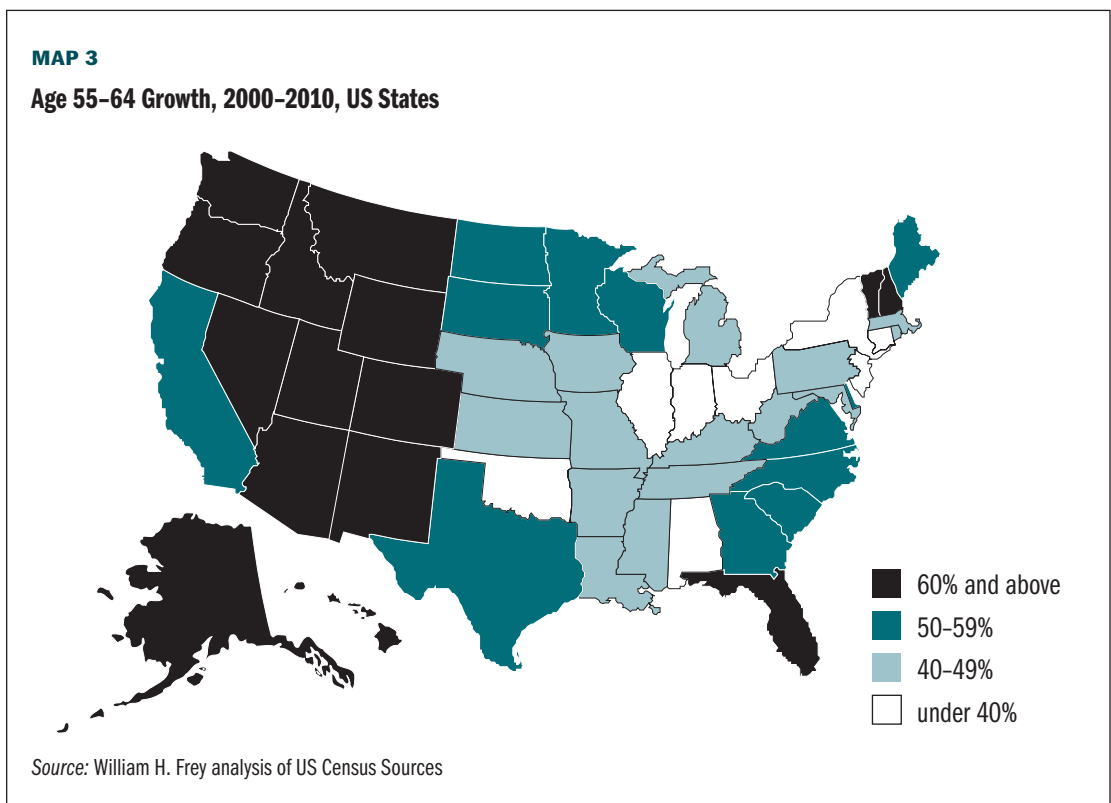 MAP 3
Age 55–64 Growth, 2000–2010, US States
60% and above
50–59%
40–49%
under 40%
Source: William H. Frey analysis of US Census Sources